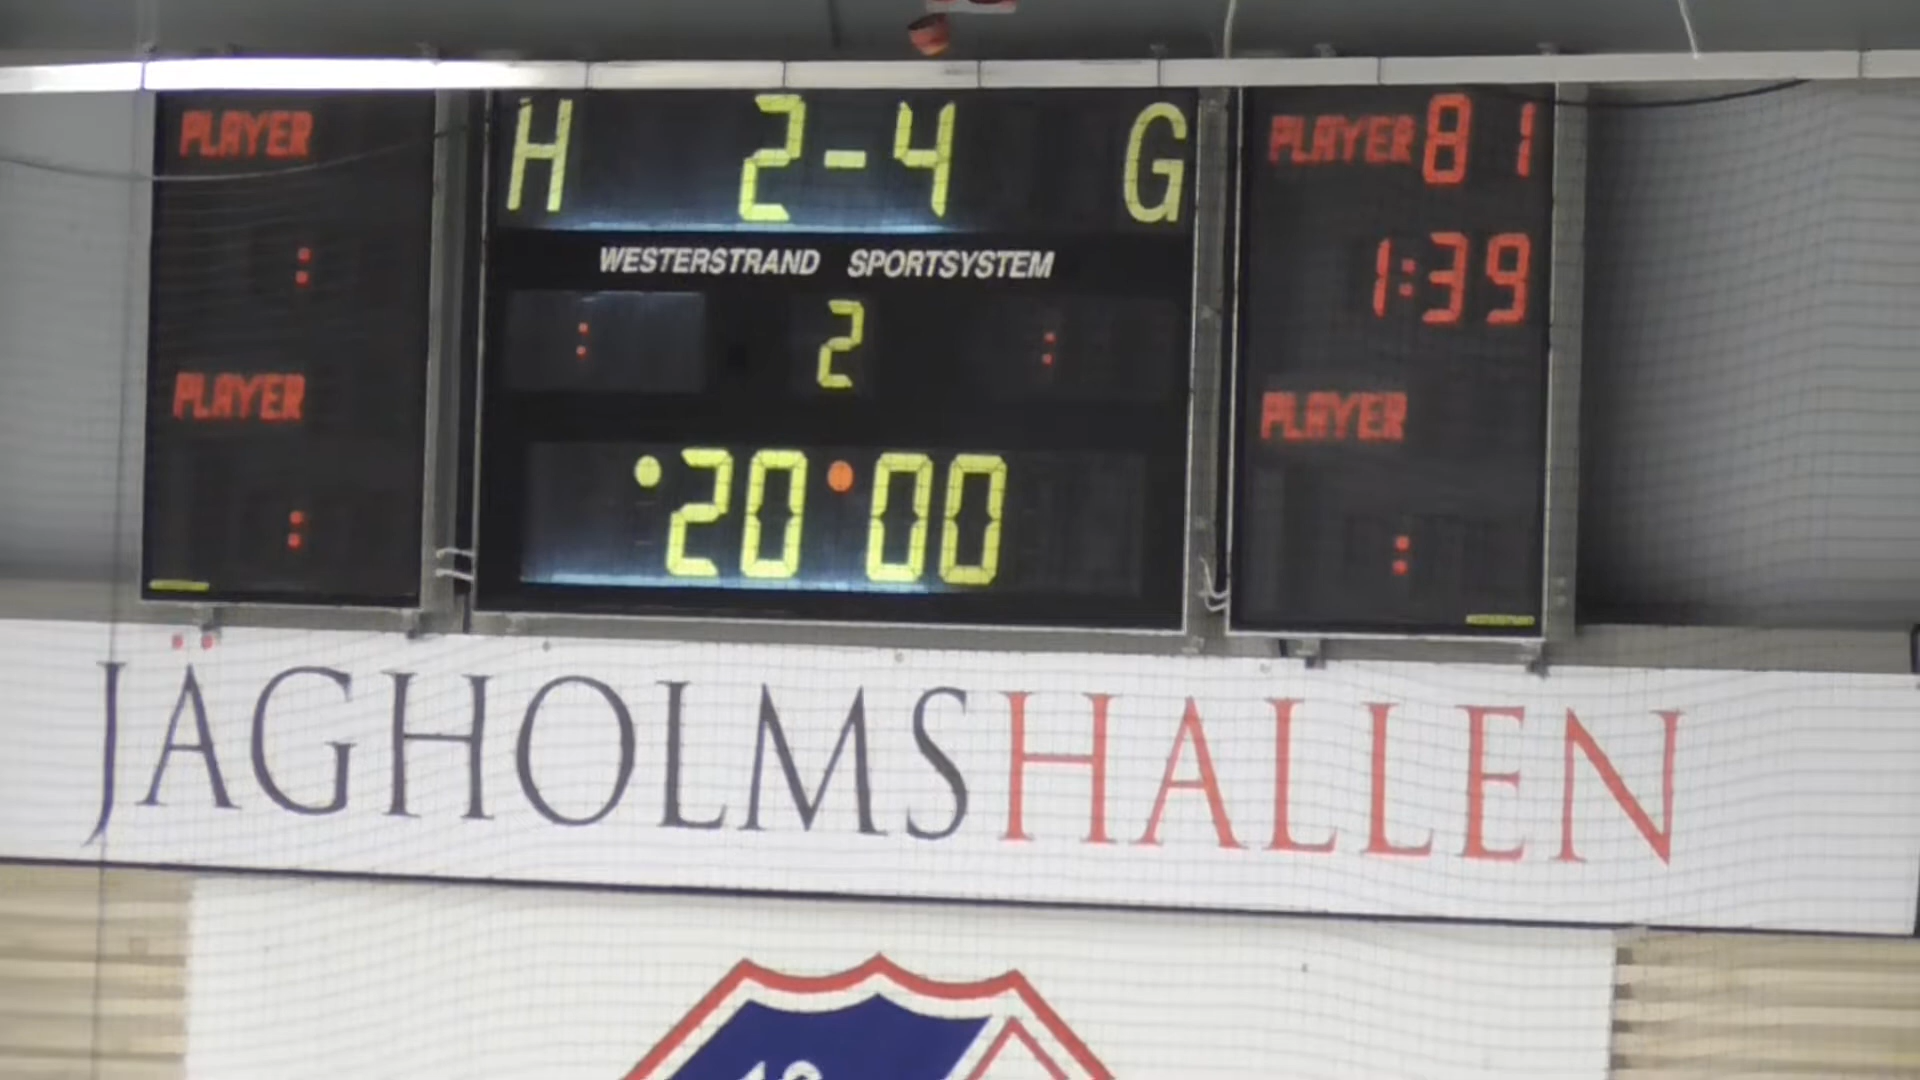 PLAYER
:
PLAYER
:
H 2-4 G
WESTERSTRAND SPORTSYSTEM
: 2 :
20:00
PLAYER 81
1:39
PLAYER
:
JÄGHOLMSHALLEN